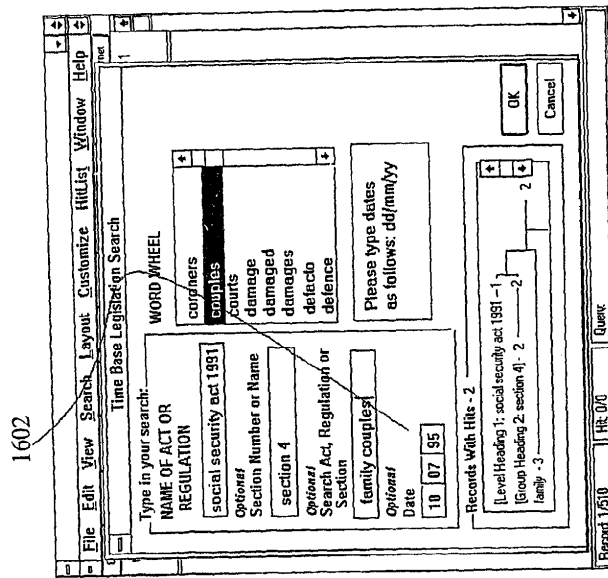 1602
File Edit View Search Layout Customize HitList Window Help
Time Base Legislation Search
net
1
Type in your search:
NAME OF ACT OR
REGULATION
social security act 1991
Optional
Section Number or Name
section 4
Optional
Search Act, Regulation or
Section
family couples
Optional
Date
10 07 95
WORD WHEEL
coroners
couples
courts
damage
damaged
damages
defacto
defence
Please type dates
as follows: dd/mm/yy
Records With Hits - 2
[Level Heading 1: social security act 1991 - 1
[Group Heading 2: section 4] - 2
2
family - 3
2
OK
Cancel
Record 1/510
Hit: 0/0
Query: